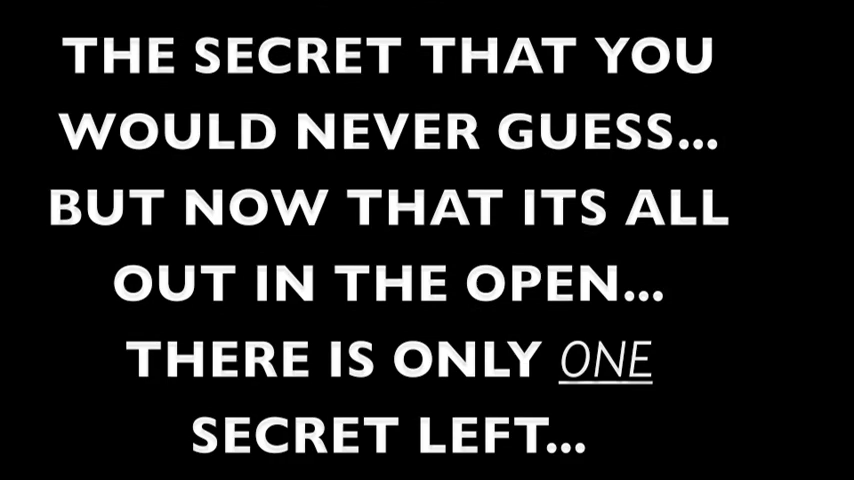 THE SECRET THAT YOU
WOULD NEVER GUESS...
BUT NOW THAT ITS ALL
OUT IN THE OPEN...
THERE IS ONLY ONE
SECRET LEFT...